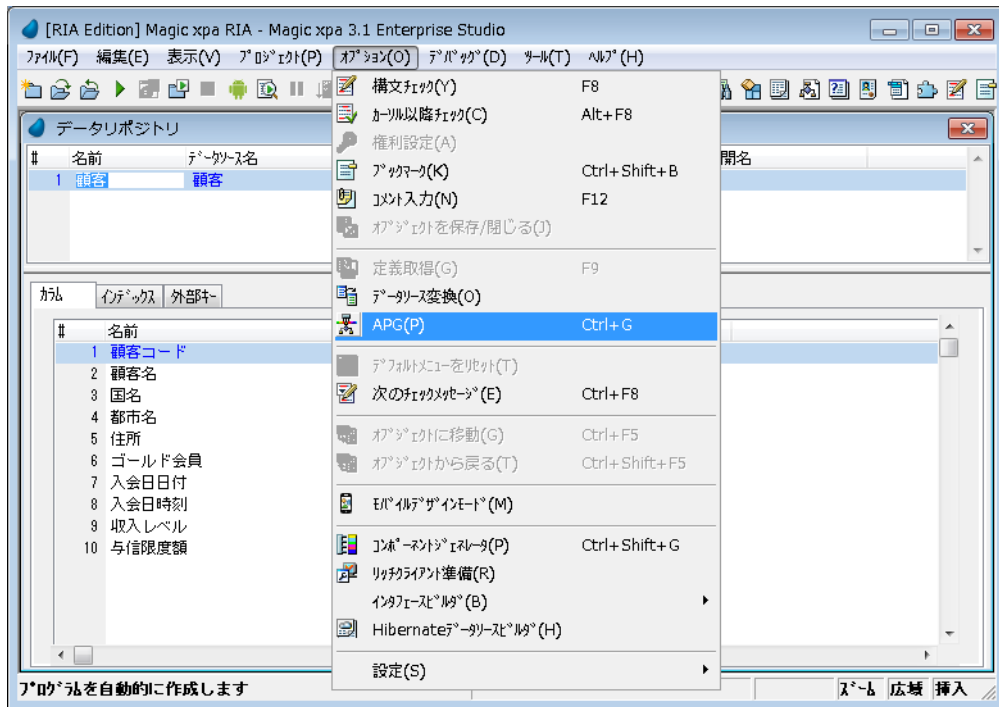 [RIA Edition] Magic xpa RIA - Magic xpa 3.1 Enterprise Studio
ﾌｧｲﾙ(F) 編集(E) 表示(V) ﾌﾟﾛｼﾞｪｸﾄ(P) ｵﾌﾟｼｮﾝ(O) ﾃﾞﾊﾞｯｸﾞ(D) ﾂｰﾙ(T) ﾍﾙﾌﾟ(H)
データリポジトリ
# 名前 ﾃﾞｰﾀｿｰｽ名 開名
1 顧客 顧客
ｶﾗﾑ ｲﾝﾃﾞｯｸｽ 外部ｷｰ
# 名前
1 顧客コード
2 顧客名
3 国名
4 都市名
5 住所
6 ゴールド会員
7 入会日日付
8 入会日時刻
9 収入レベル
10 与信限度額
構文ﾁｪｯｸ(Y) F8
ｶｰｿﾙ以降ﾁｪｯｸ(C) Alt+F8
権利設定(A)
ﾌﾞｯｸﾏｰｸ(K) Ctrl+Shift+B
ｺﾒﾝﾄ入力(N) F12
ｵﾌﾞｼﾞｪｸﾄを保存/閉じる(J)
定義取得(G) F9
ﾃﾞｰﾀｿｰｽ変換(O)
APG(P) Ctrl+G
ﾃﾞﾌｫﾙﾄﾒﾆｭｰをﾘｾｯﾄ(T)
次のﾁｪｯｸﾒｯｾｰｼﾞ(E) Ctrl+F8
ｵﾌﾞｼﾞｪｸﾄに移動(G) Ctrl+F5
ｵﾌﾞｼﾞｪｸﾄから戻る(T) Ctrl+Shift+F5
ﾓﾊﾞｲﾙﾃﾞｻﾞｲﾝﾓｰﾄﾞ(M)
ｺﾝﾎﾟｰﾈﾝﾄｼﾞｪﾈﾚｰﾀ(P) Ctrl+Shift+G
ﾘｯﾁｸﾗｲｱﾝﾄ準備(R)
ｲﾝﾀﾌｪｰｽﾋﾞﾙﾀﾞ(B)
Hibernateﾃﾞｰﾀｿｰｽﾋﾞﾙﾀﾞ(H)
設定(S)
ﾌﾟﾛｸﾞﾗﾑを自動的に作成します ｽﾞｰﾑ 広域 挿入